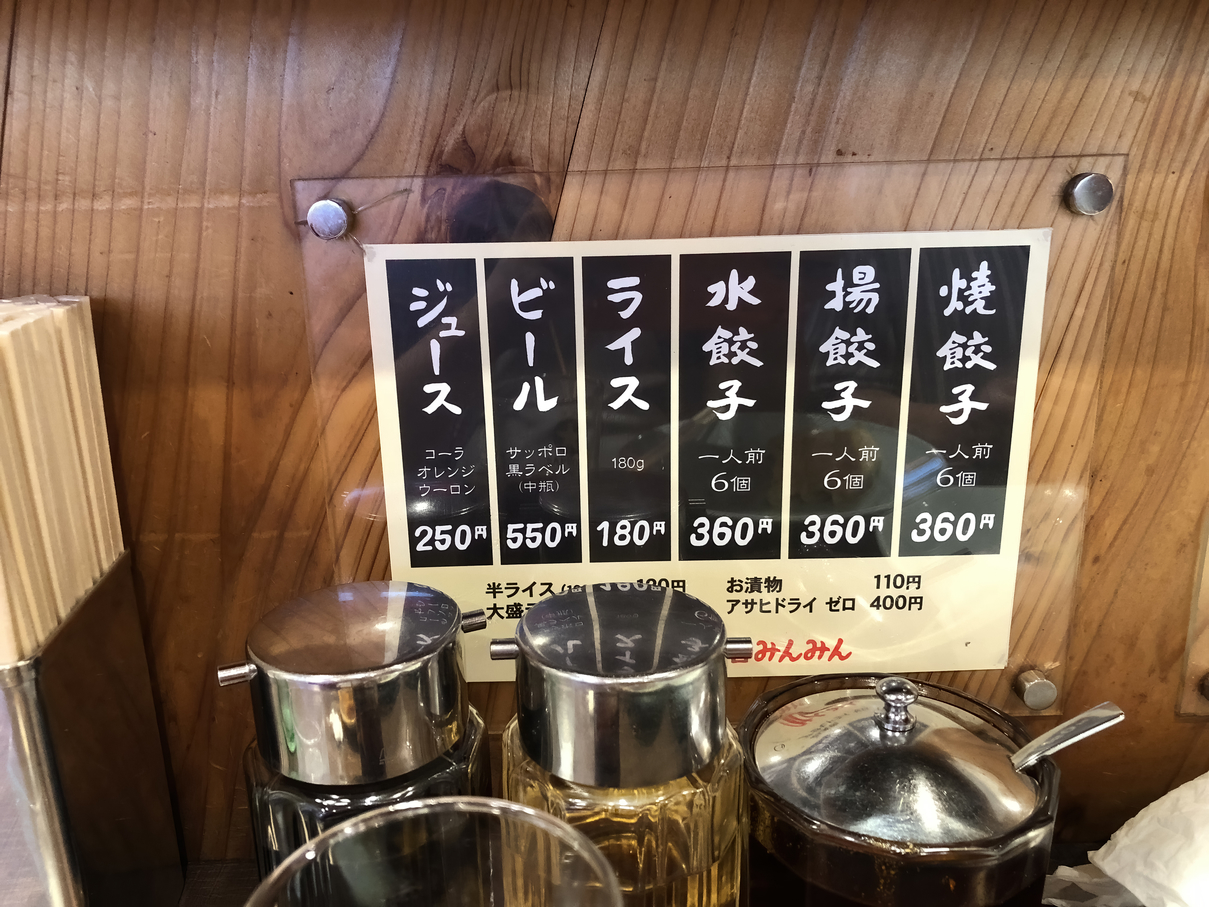 焼餃子
一人前
6個
360円
揚餃子
一人前
6個
360円
水餃子
一人前
6個
360円
ライス
180g
180円
ビール
サッポロ
黒ラベル
(中瓶)
550円
ジュース
コーラ
オレンジ
ウーロン
250円
半ライス
大盛
お漬物 110円
アサヒドライ ゼロ 400円
みんみん